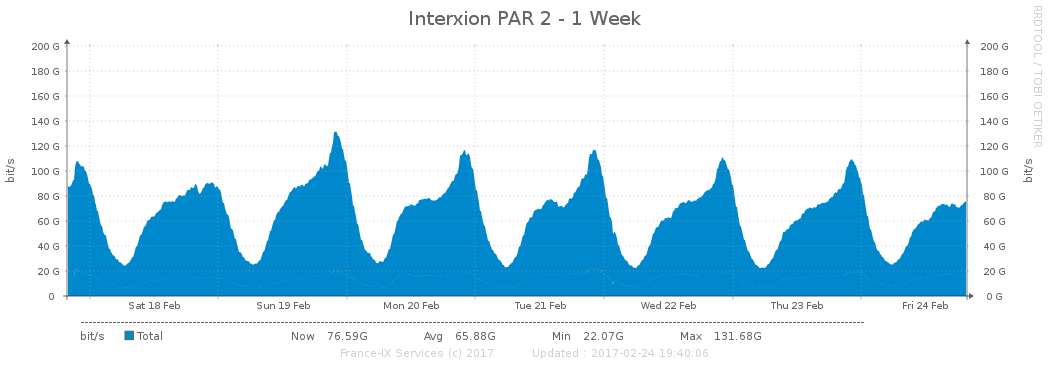 Interxion PAR 2 - 1 Week
RRDTOOL / TOBI OETIKER
bit/s
200 G
180 G
160 G
140 G
120 G
100 G
80 G
60 G
40 G
20 G
0
200 G
180 G
160 G
140 G
120 G
100 G
80 G
60 G
40 G
20 G
0 G
bit/s
Sat 18 Feb Sun 19 Feb Mon 20 Feb Tue 21 Feb Wed 22 Feb Thu 23 Feb Fri 24 Feb
bit/s Total Now 76.59G Avg 65.88G Min 22.07G Max 131.68G
France-IX Services (c) 2017 Updated : 2017-02-24 19:40:06